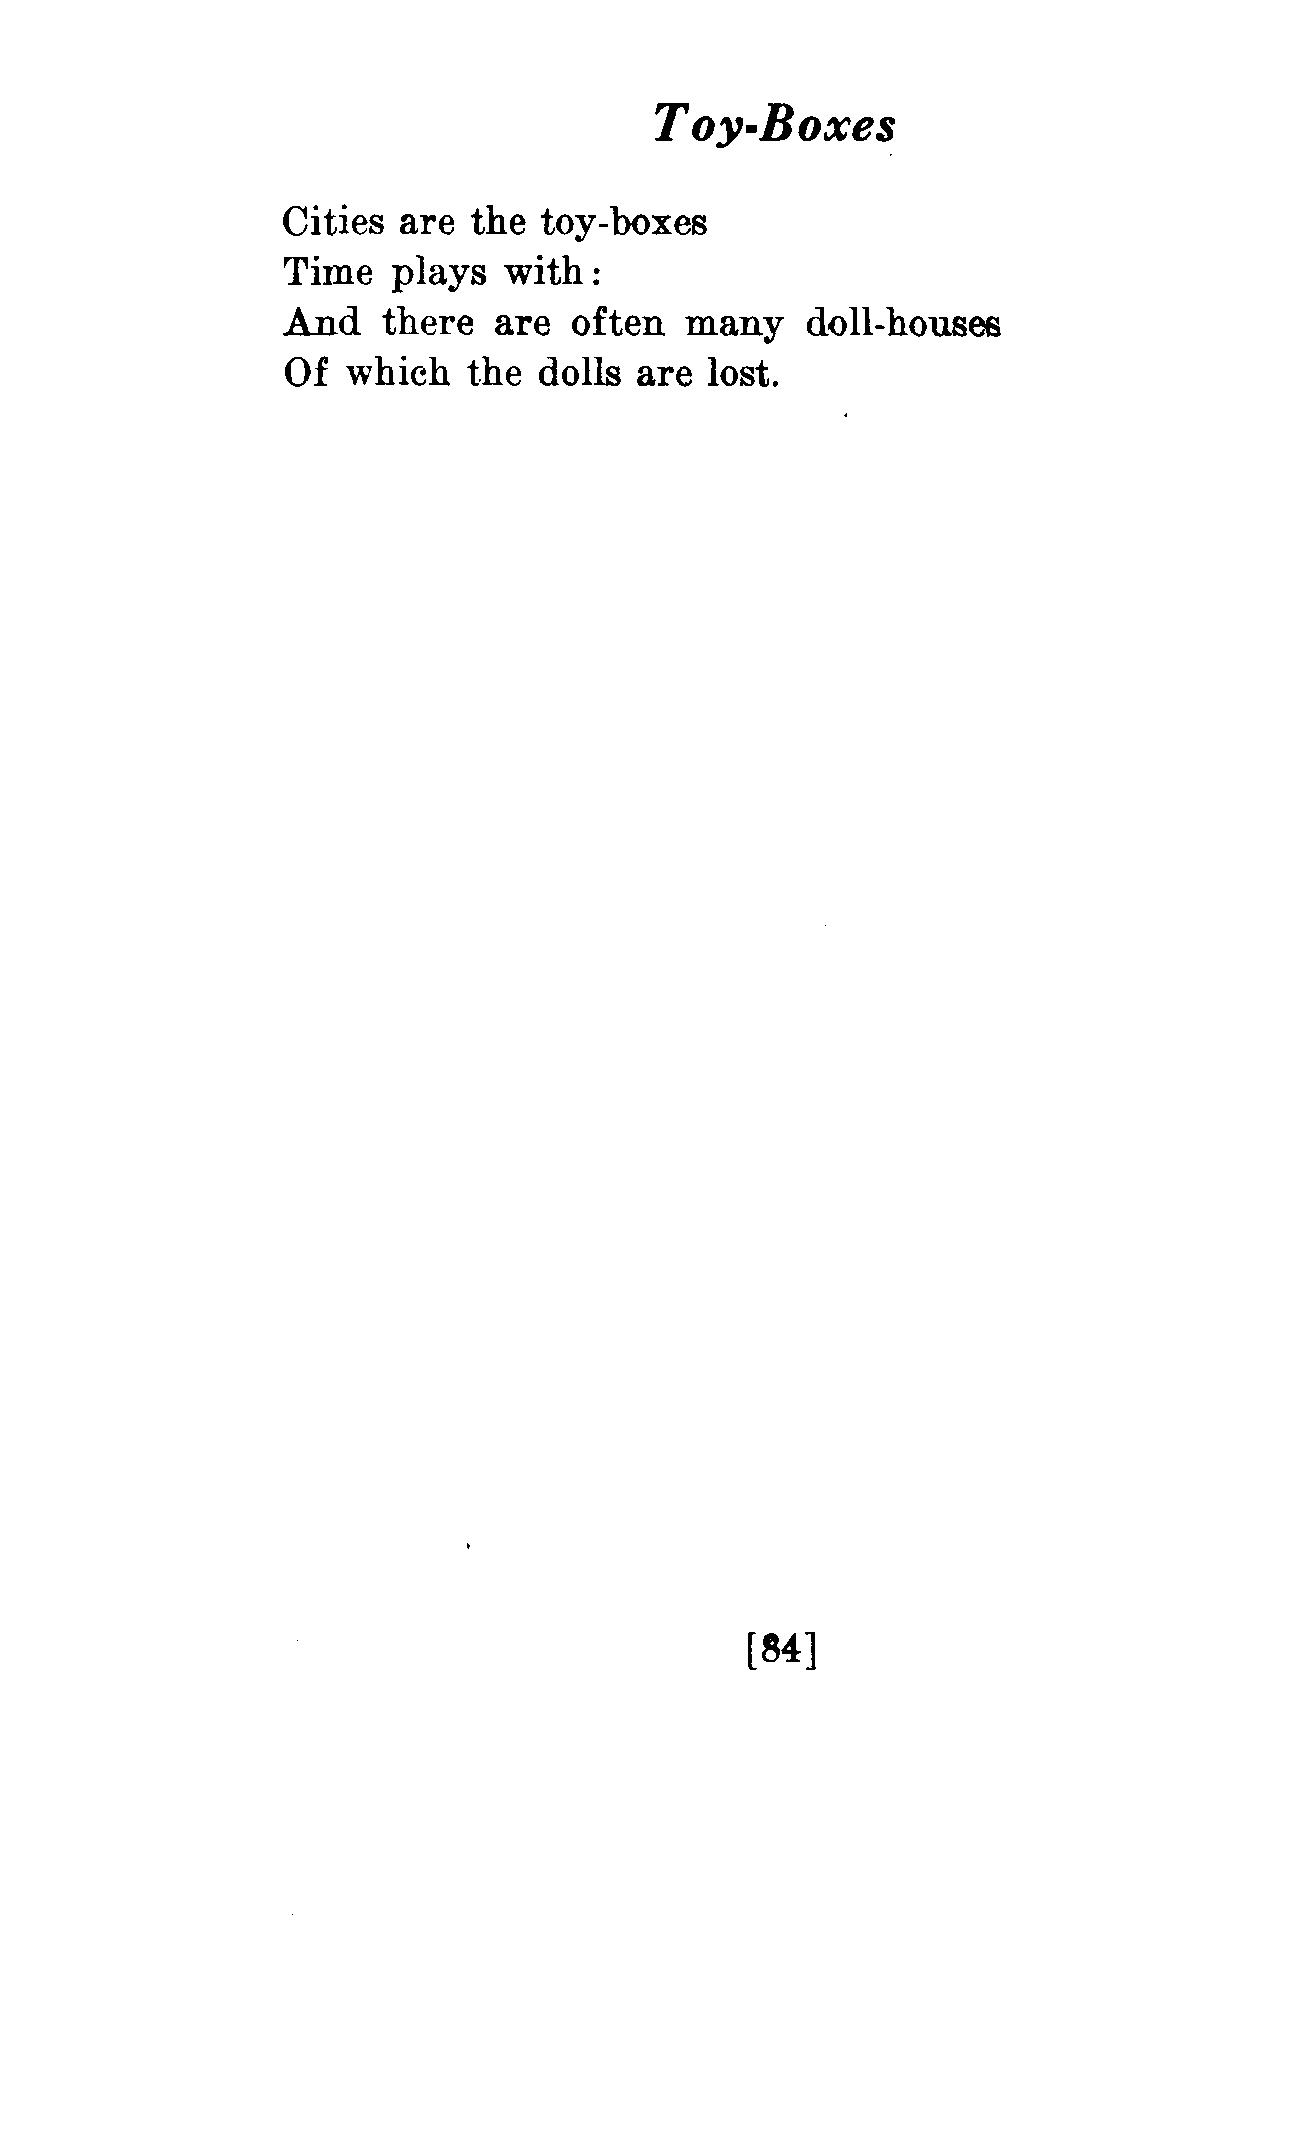 Toy-Boxes
Cities are the toy-boxes
Time plays with:
And there are often many doll-houses
Of which the dolls are lost.
[84]